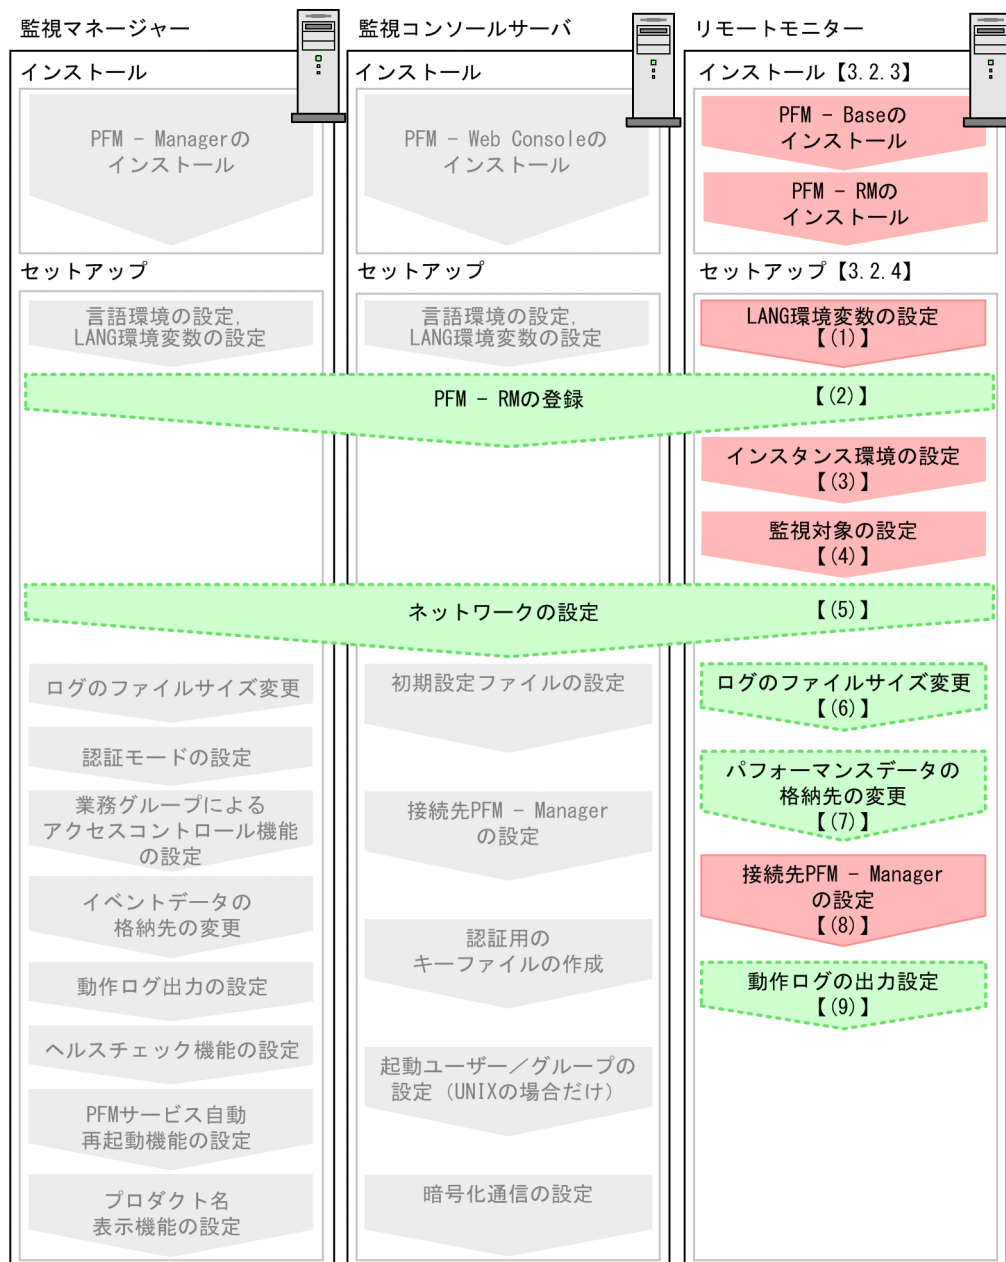 監視マネージャー
インストール
PFM － Managerの
インストール
セットアップ
言語環境の設定,
LANG環境変数の設定
監視コンソールサーバ
インストール
PFM － Web Consoleの
インストール
セットアップ
言語環境の設定,
LANG環境変数の設定
リモートモニター
インストール【3.2.3】
PFM － Baseの
インストール
PFM － RMの
インストール
セットアップ【3.2.4】
LANG環境変数の設定
【(1)】
PFM － RMの登録
【(2)】
インスタンス環境の設定
【(3)】
監視対象の設定
【(4)】
ネットワークの設定
【(5)】
ログのファイルサイズ変更
認証モードの設定
業務グループによる
アクセスコントロール機能
の設定
イベントデータの
格納先の変更
動作ログ出力の設定
ヘルスチェック機能の設定
PFMサービス自動
再起動機能の設定
プロダクト名
表示機能の設定
初期設定ファイルの設定
接続先PFM － Manager
の設定
認証用の
キーファイルの作成
起動ユーザー／グループの
設定（UNIXの場合だけ）
暗号化通信の設定
ログのファイルサイズ変更
【(6)】
パフォーマンスデータの
格納先の変更
【(7)】
接続先PFM － Manager
の設定
【(8)】
動作ログの出力設定
【(9)】